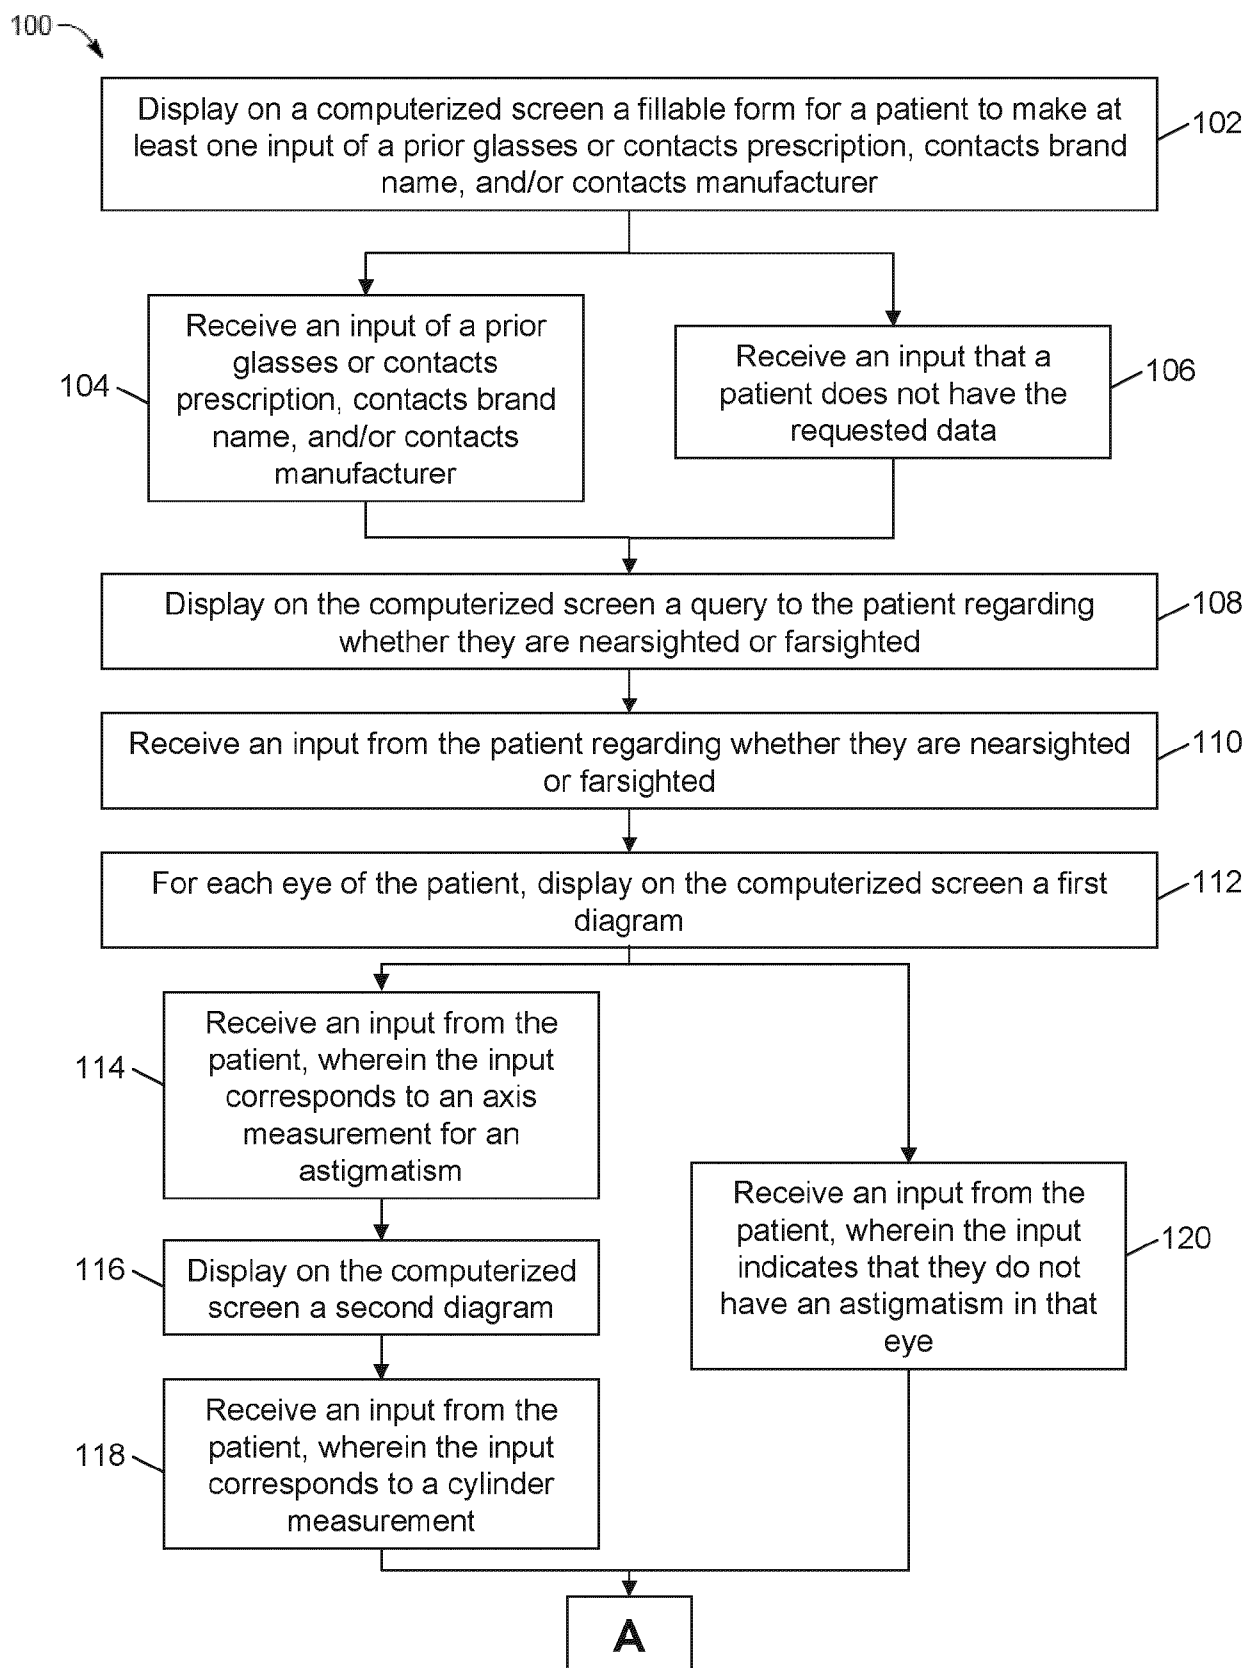 100
Display on a computerized screen a fillable form for a patient to make at
least one input of a prior glasses or contacts prescription, contacts brand
name, and/or contacts manufacturer
102
Receive an input of a prior
glasses or contacts
prescription, contacts brand
name, and/or contacts
manufacturer
104
Receive an input that a
patient does not have the
requested data
106
Display on the computerized screen a query to the patient regarding
whether they are nearsighted or farsighted
108
Receive an input from the patient regarding whether they are nearsighted
or farsighted
110
For each eye of the patient, display on the computerized screen a first
diagram
112
Receive an input from the
patient, wherein the input
corresponds to an axis
measurement for an
astigmatism
114
Display on the computerized
screen a second diagram
116
Receive an input from the
patient, wherein the input
corresponds to a cylinder
measurement
118
Receive an input from the
patient, wherein the input
indicates that they do not
have an astigmatism in that
eye
120
A